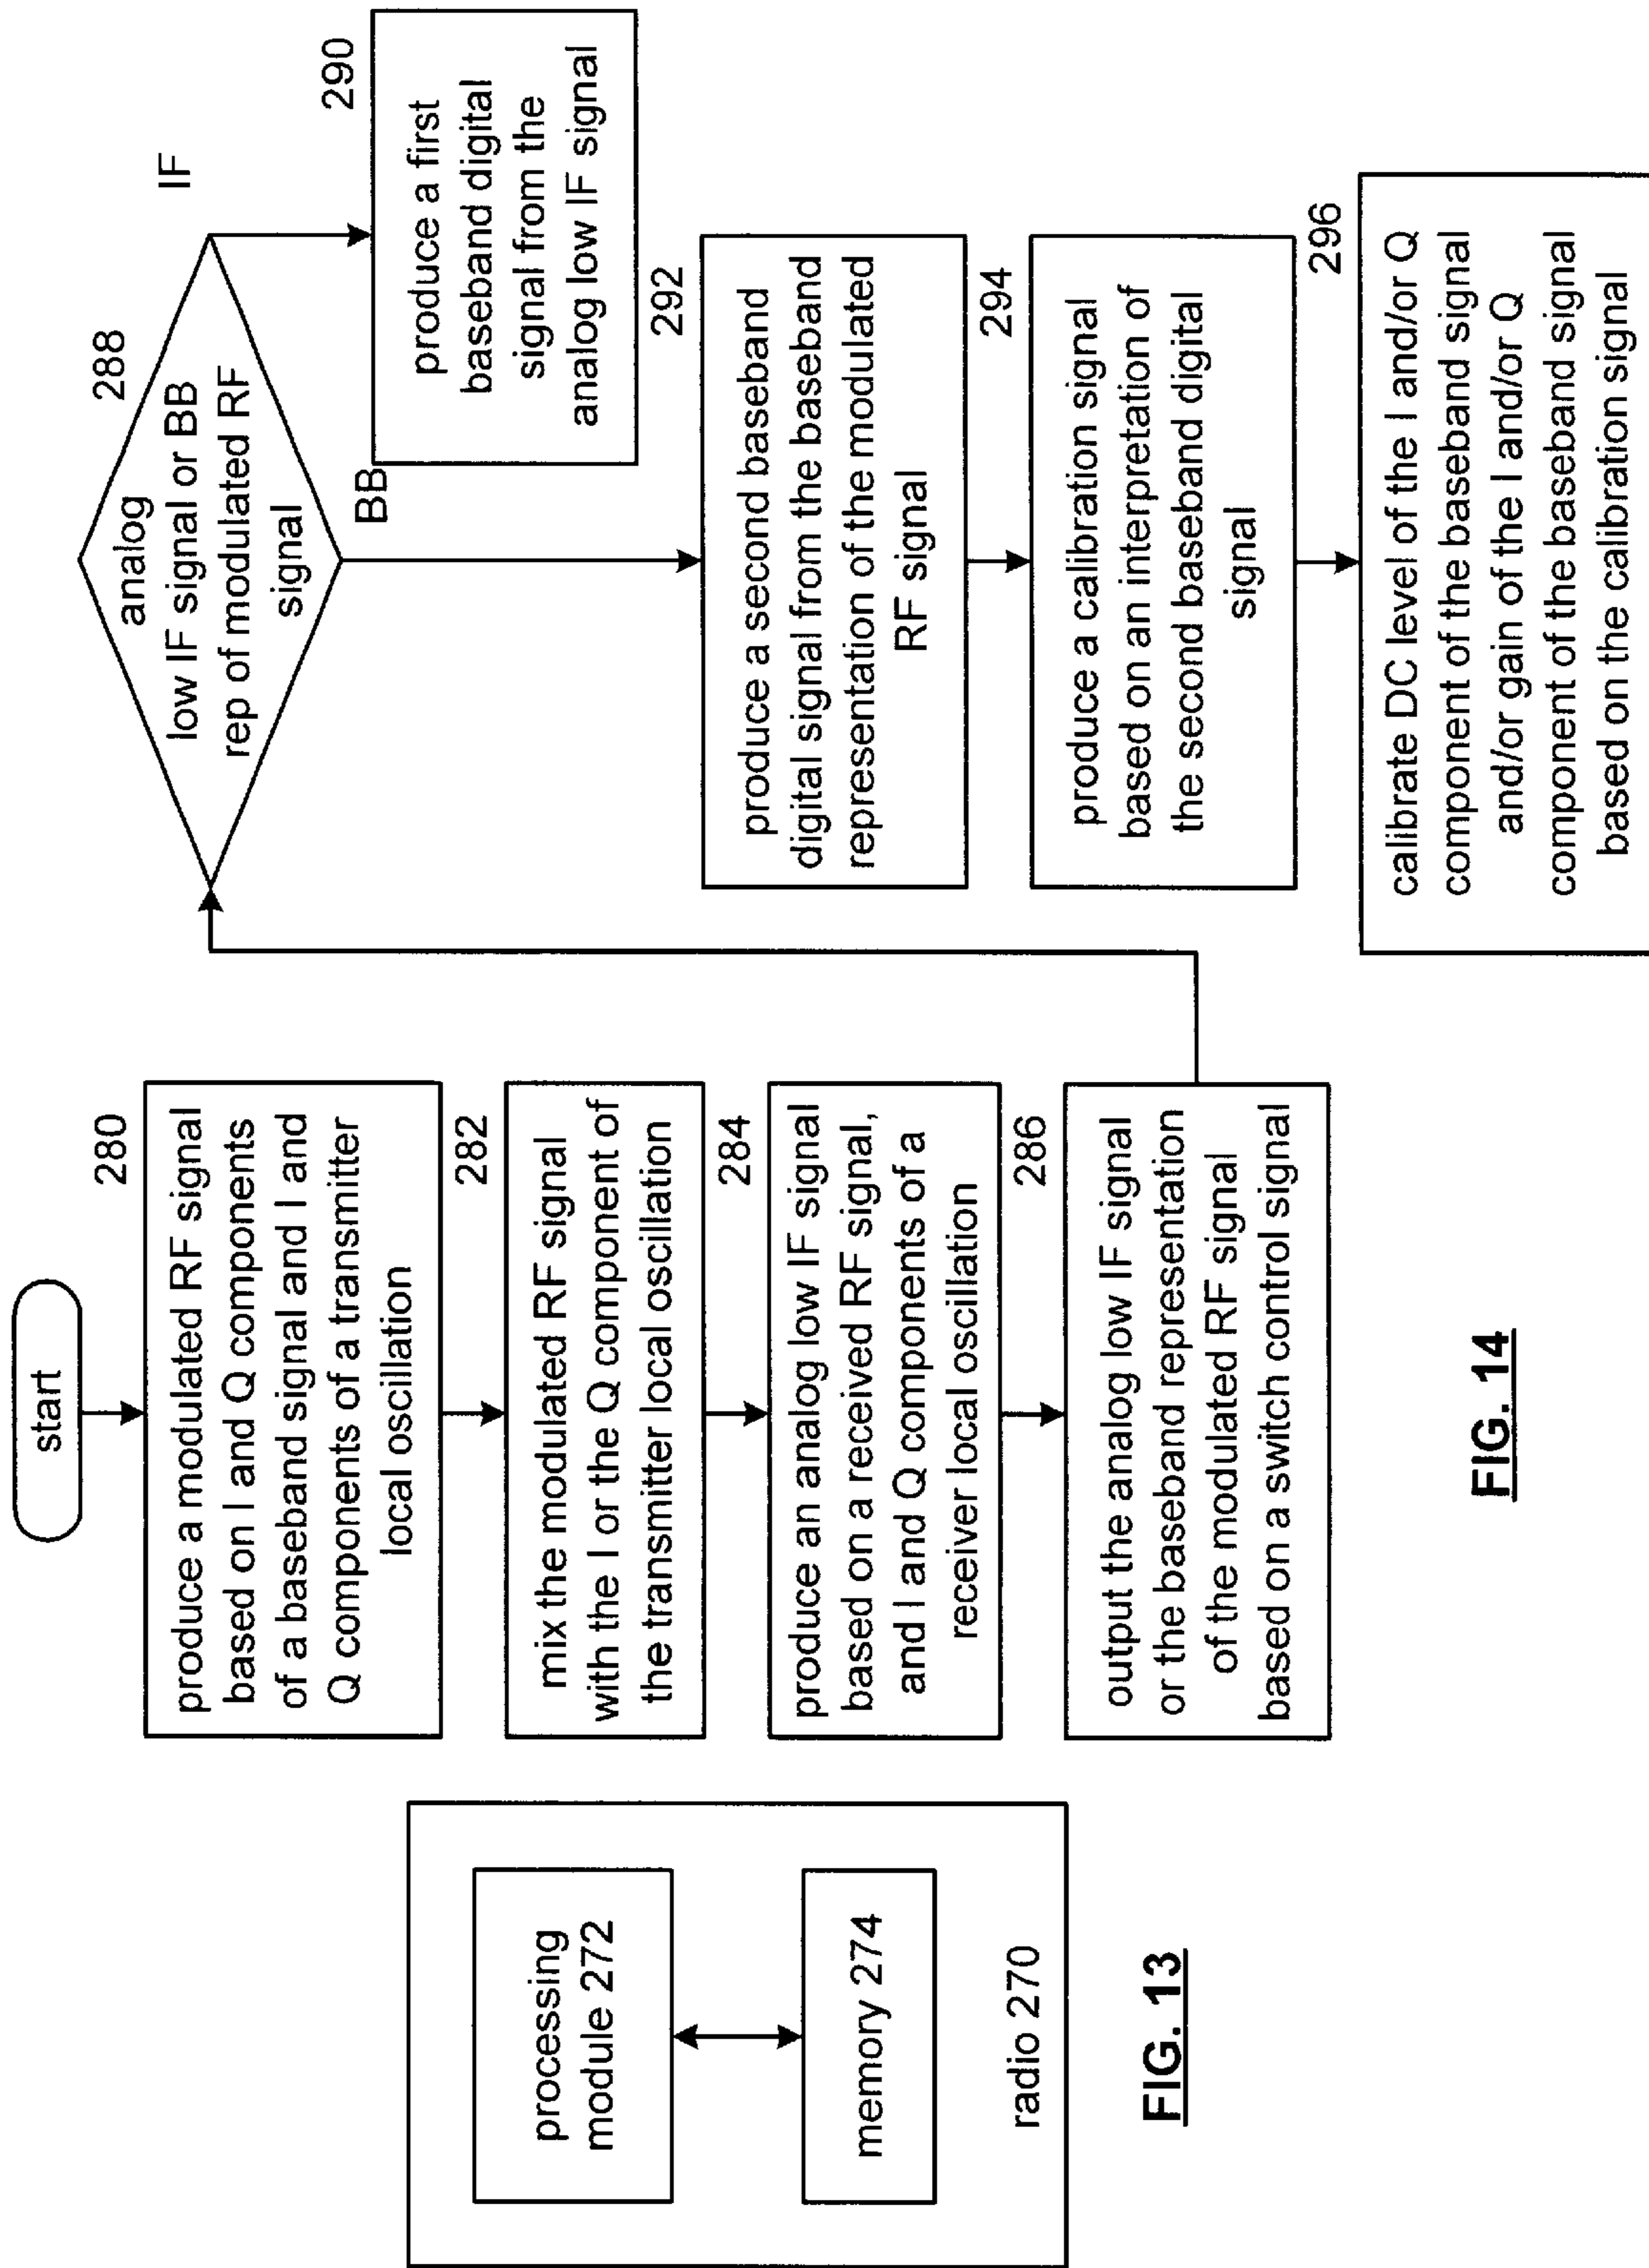 processing
module 272
memory 274
radio 270
FIG. 13
start
280
produce a modulated RF signal
based on I and Q components
of a baseband signal and I and
Q components of a transmitter
local oscillation
282
mix the modulated RF signal
with the I or the Q component of
the transmitter local oscillation
284
produce an analog low IF signal
based on a received RF signal,
and I and Q components of a
receiver local oscillation
286
output the analog low IF signal
or the baseband representation
of the modulated RF signal
based on a switch control signal
288
analog
low IF signal or BB
rep of modulated RF
signal
IF
BB
290
produce a first
baseband digital
signal from the
analog low IF signal
292
produce a second baseband
digital signal from the baseband
representation of the modulated
RF signal
294
produce a calibration signal
based on an interpretation of
the second baseband digital
signal
296
calibrate DC level of the I and/or Q
component of the baseband signal
and/or gain of the I and/or Q
component of the baseband signal
based on the calibration signal
FIG. 14